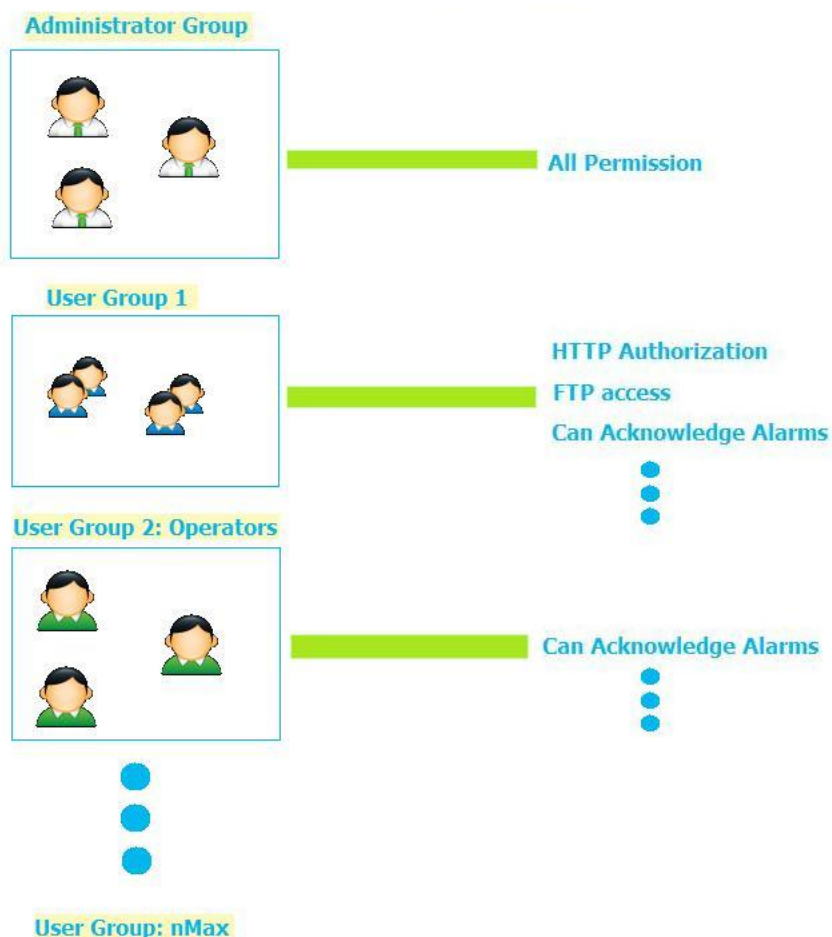 Administrator Group
All Permission
User Group 1
HTTP Authorization
FTP access
Can Acknowledge Alarms
User Group 2: Operators
Can Acknowledge Alarms
User Group: nMax